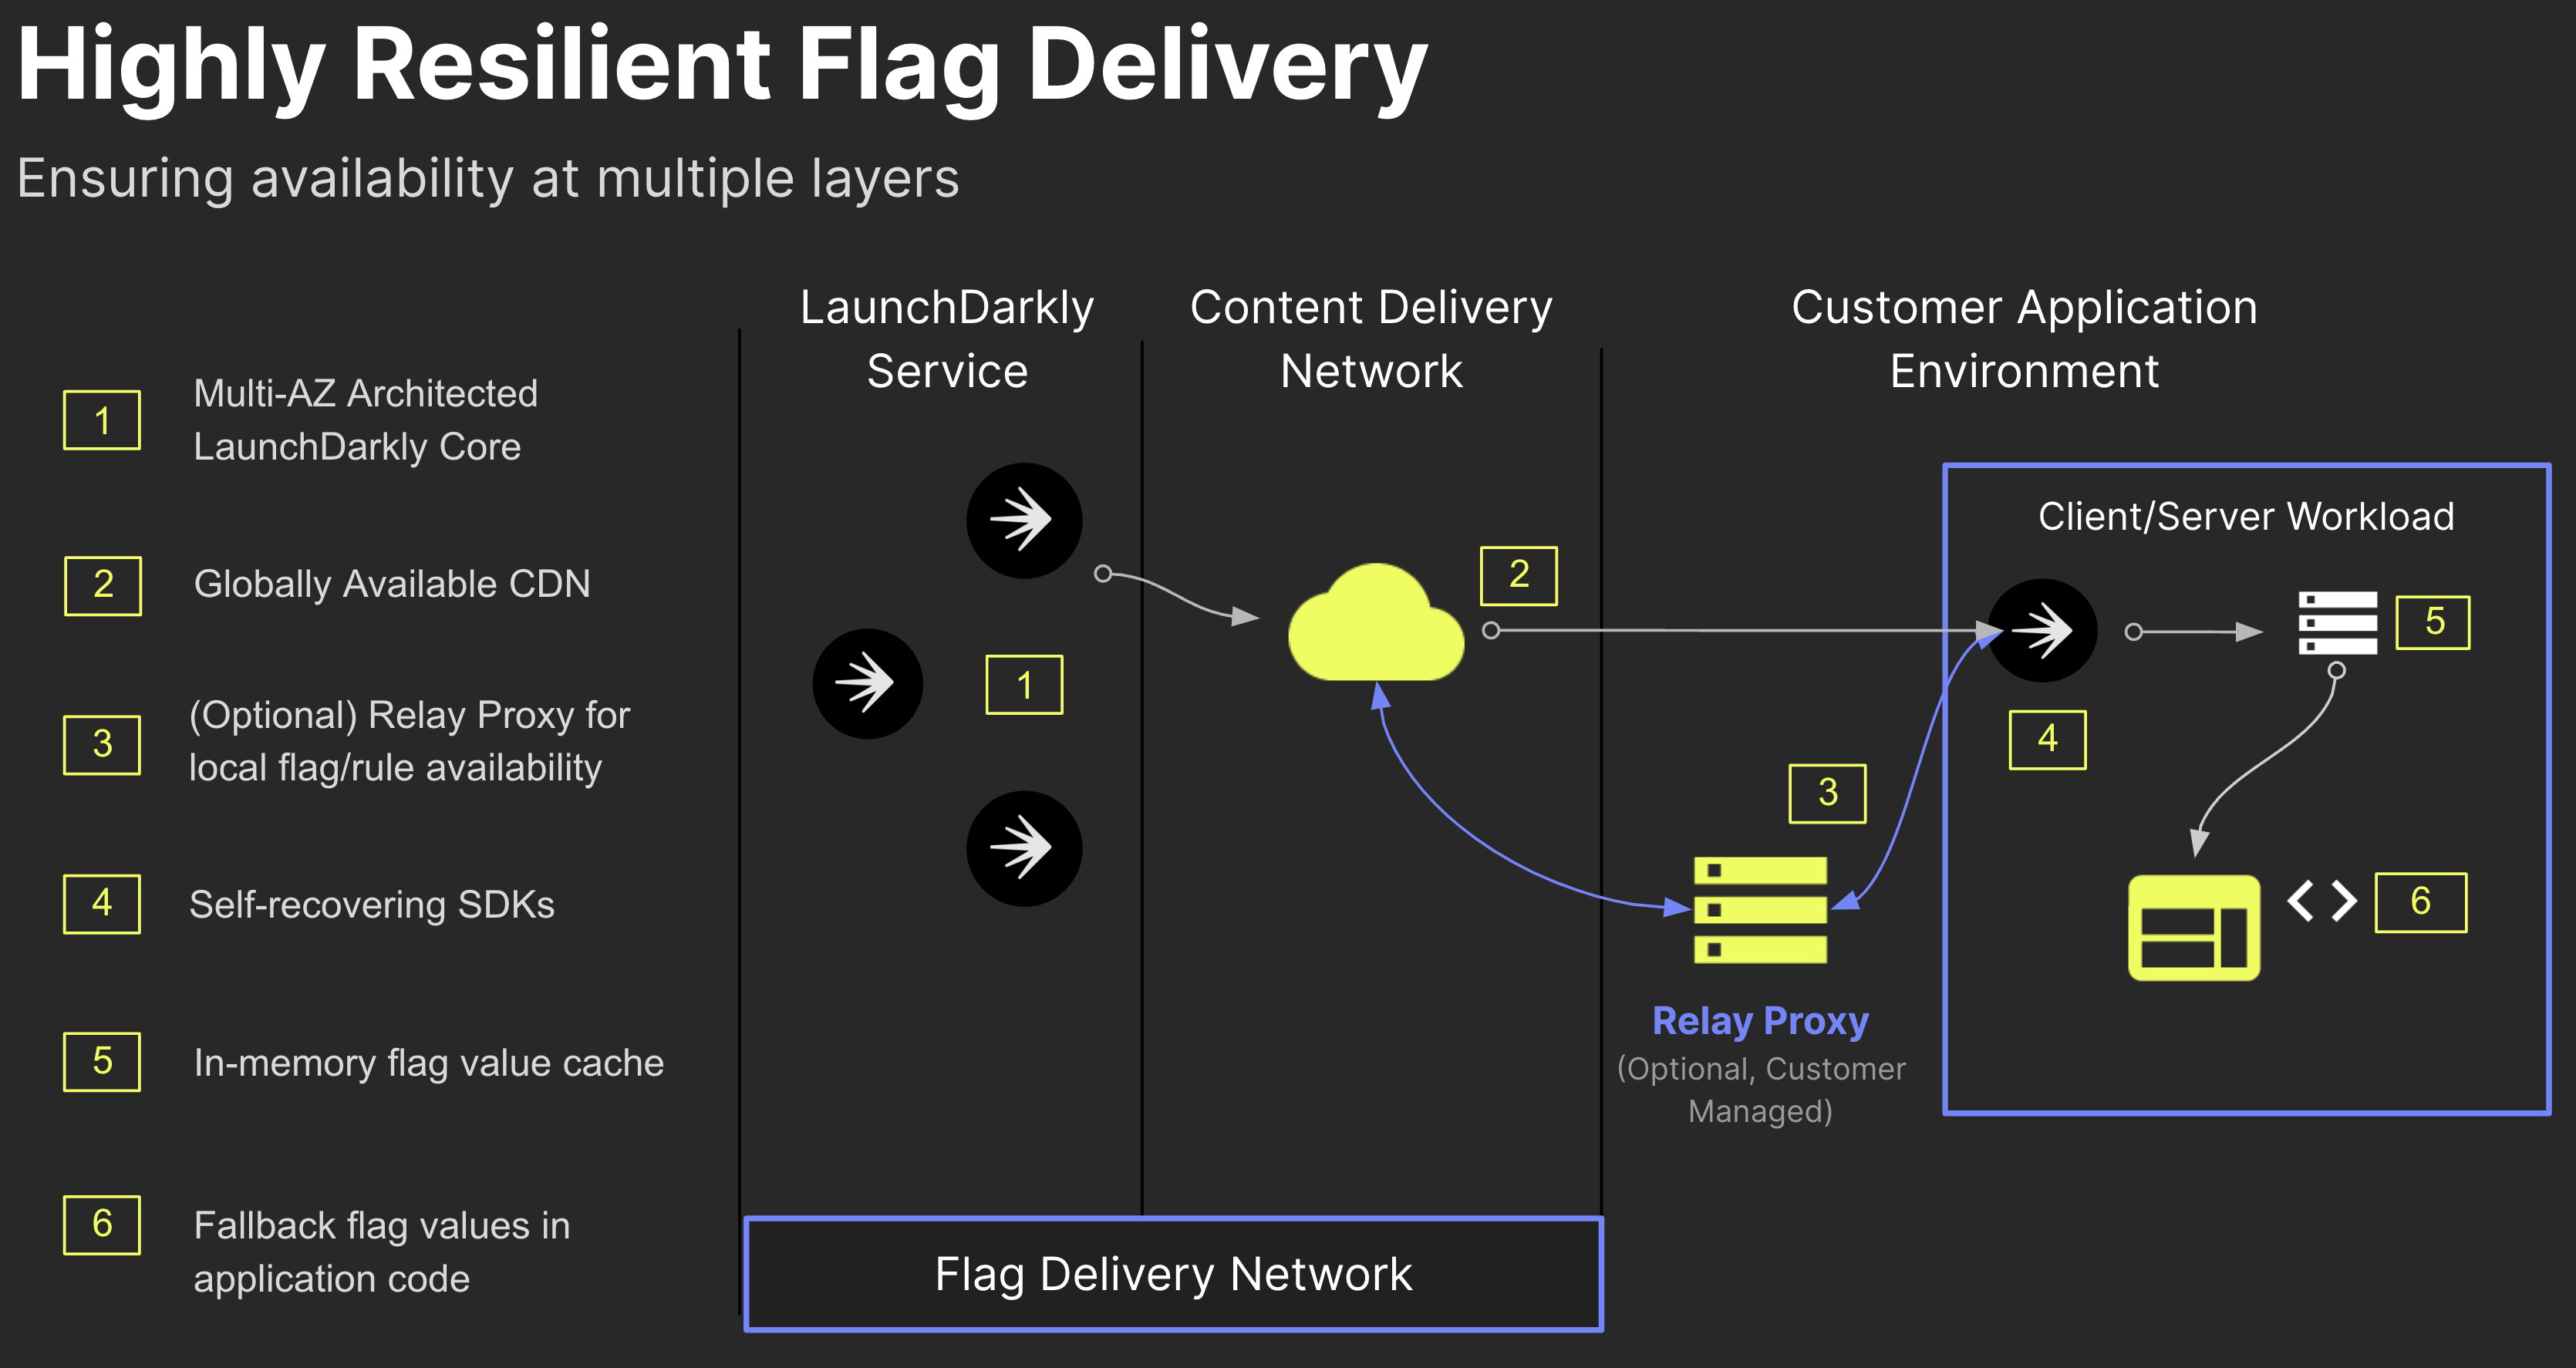 Highly Resilient Flag Delivery
Ensuring availability at multiple layers
1
Multi-AZ Architected
LaunchDarkly Core
2
Globally Available CDN
3
(Optional) Relay Proxy for
local flag/rule availability
4
Self-recovering SDKs
5
In-memory flag value cache
6
Fallback flag values in
application code
LaunchDarkly
Service
1
Content Delivery
Network
2
Customer Application
Environment
3
Relay Proxy
(Optional, Customer
Managed)
Client/Server Workload
4
5
< > 6
Flag Delivery Network